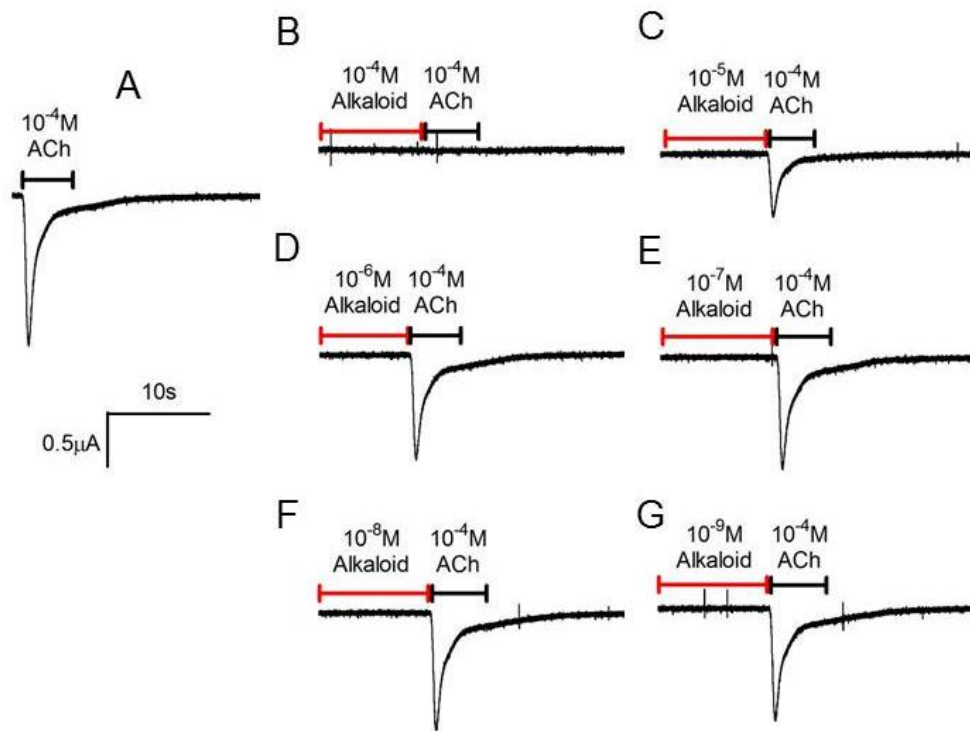 A
10⁻⁴M
ACh
10s
0.5µA
B
10⁻⁴M 10⁻⁴M
Alkaloid ACh
C
10⁻⁵M 10⁻⁴M
Alkaloid ACh
D
10⁻⁶M 10⁻⁴M
Alkaloid ACh
E
10⁻⁷M 10⁻⁴M
Alkaloid ACh
F
10⁻⁸M 10⁻⁴M
Alkaloid ACh
G
10⁻⁹M 10⁻⁴M
Alkaloid ACh